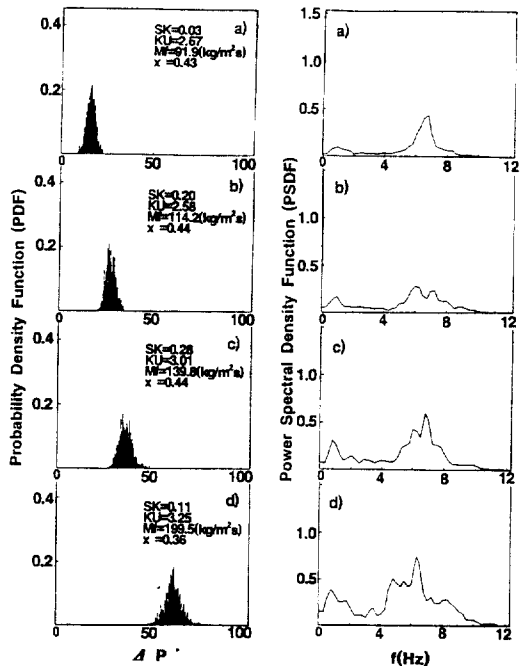 Probability Density Function (PDF)
0.4
a)
SK=0.03
KU=2.67
Mf=91.9(kg/m²s)
x =0.43
0.2
0
50
100
0.4
b)
SK=0.20
KU=2.58
Mf=114.2(kg/m²s)
x =0.44
0.2
0
50
100
0.4
c)
SK=0.28
KU=3.01
Mf=139.8(kg/m²s)
x =0.44
0.2
0
50
100
0.4
d)
SK=0.11
KU=3.25
Mf=199.5(kg/m²s)
x =0.36
0.2
0
50
100
Δ P
Power Spectral Density Function (PSDF)
1.5
a)
1.0
0.5
0
4
8
12
b)
1.0
0.5
0
4
8
12
c)
1.0
0.5
0
4
8
12
d)
1.0
0.5
0
4
8
12
f(Hz)